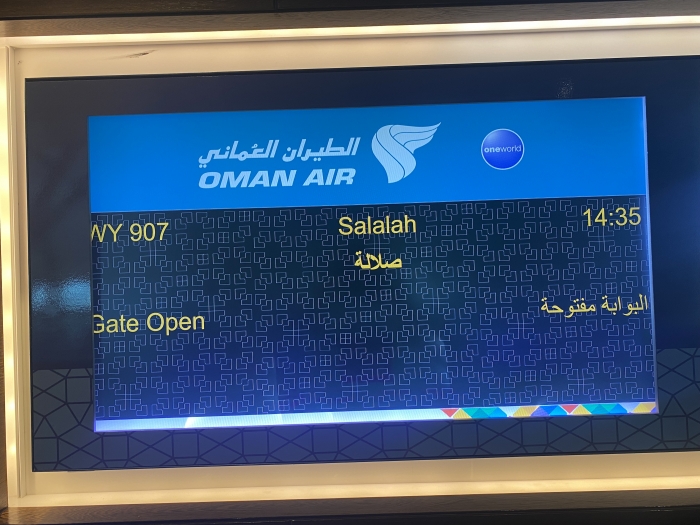 الطيران العُماني
OMAN AIR
oneworld
WY 907 Salalah 14:35
صلالة
Gate Open البوابة مفتوحة